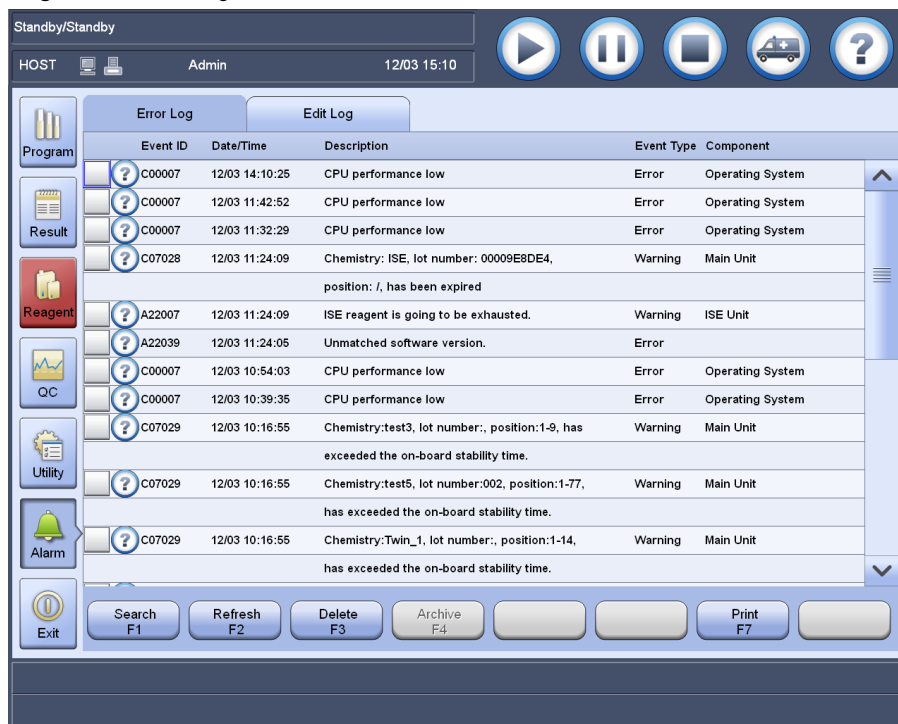 Standby/Standby
HOST Admin 12/03 15:10
?
Program
Result
Reagent
QC
Utility
Alarm
Exit
Error Log Edit Log
Event ID Date/Time Description Event Type Component
? C00007 12/03 14:10:25 CPU performance low Error Operating System
? C00007 12/03 11:42:52 CPU performance low Error Operating System
? C00007 12/03 11:32:29 CPU performance low Error Operating System
? C07028 12/03 11:24:09 Chemistry: ISE, lot number: 00009E8DE4, Warning Main Unit
position: /, has been expired
? A22007 12/03 11:24:09 ISE reagent is going to be exhausted. Warning ISE Unit
? A22039 12/03 11:24:05 Unmatched software version. Error
? C00007 12/03 10:54:03 CPU performance low Error Operating System
? C00007 12/03 10:39:35 CPU performance low Error Operating System
? C07029 12/03 10:16:55 Chemistry:test3, lot number:, position:1-9, has Warning Main Unit
exceeded the on-board stability time.
? C07029 12/03 10:16:55 Chemistry:test5, lot number:002, position:1-77, Warning Main Unit
has exceeded the on-board stability time.
? C07029 12/03 10:16:55 Chemistry:Twin_1, lot number:, position:1-14, Warning Main Unit
has exceeded the on-board stability time.
Search F1
Refresh F2
Delete F3
Archive F4
Print F7